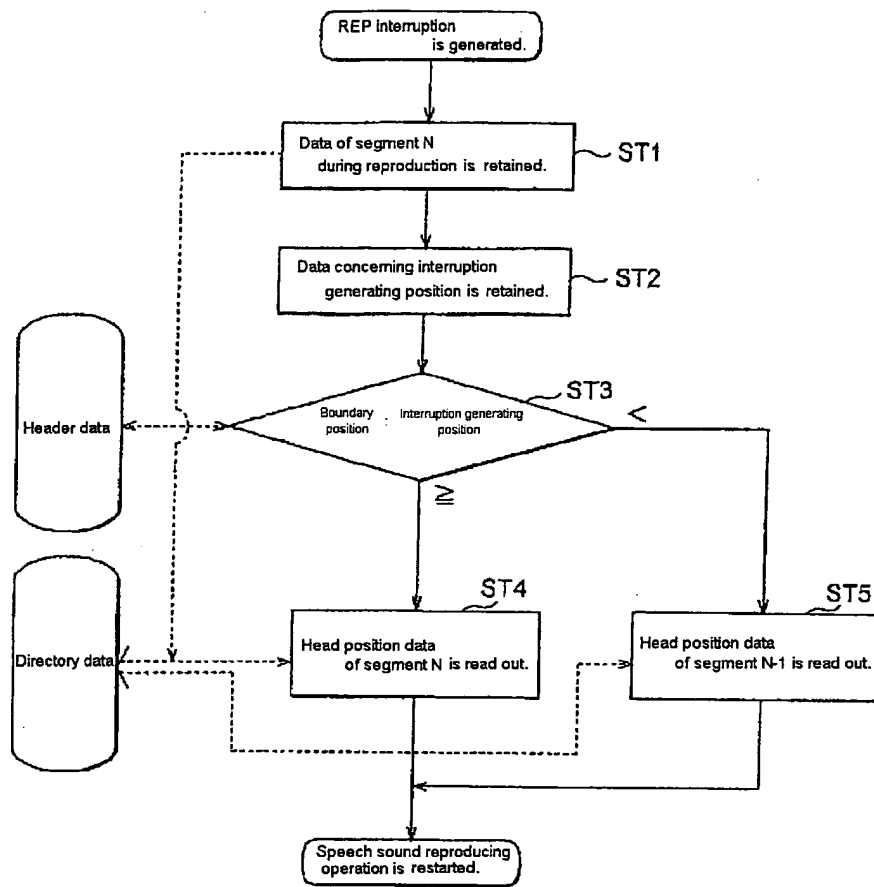 REP interruption
is generated.
Data of segment N
during reproduction is retained.
ST1
Data concerning interruption
generating position is retained.
ST2
ST3
Boundary
position
:
Interruption generating
position
<
≧
Header data
Directory data
ST4
Head position data
of segment N is read out.
ST5
Head position data
of segment N-1 is read out.
Speech sound reproducing
operation is restarted.